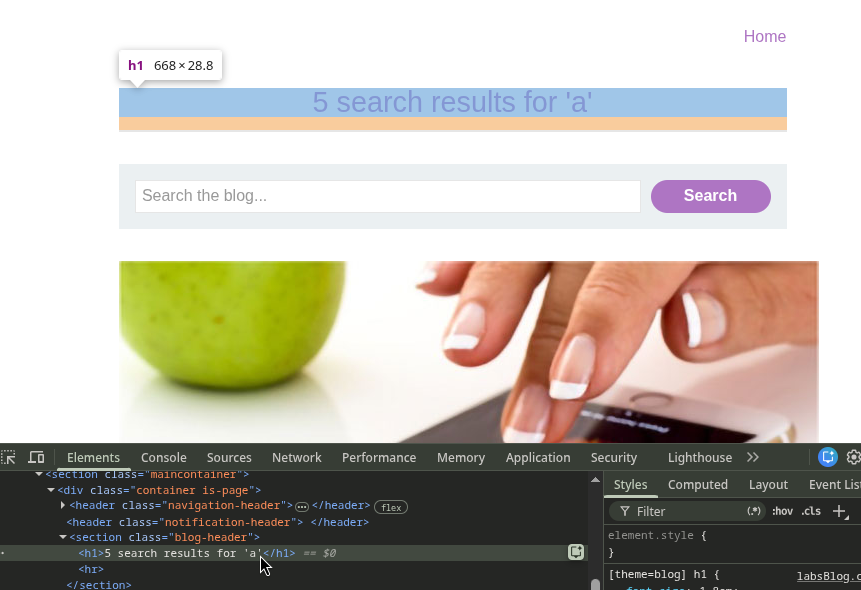 Home
h1 668 × 28.8
5 search results for 'a'
Search the blog...
Search
Elements Console Sources Network Performance Memory Application Security Lighthouse
<section class="maincontainer">
<div class="container is-page">
<header class="navigation-header"> … </header> flex
<header class="notification-header"> </header>
<section class="blog-header">
<h1>5 search results for 'a'</h1> == $0
<hr>
</section>
Styles Computed Layout Event List
Filter :hov .cls
element.style {
}
[theme=blog] h1 { labsBlog.c